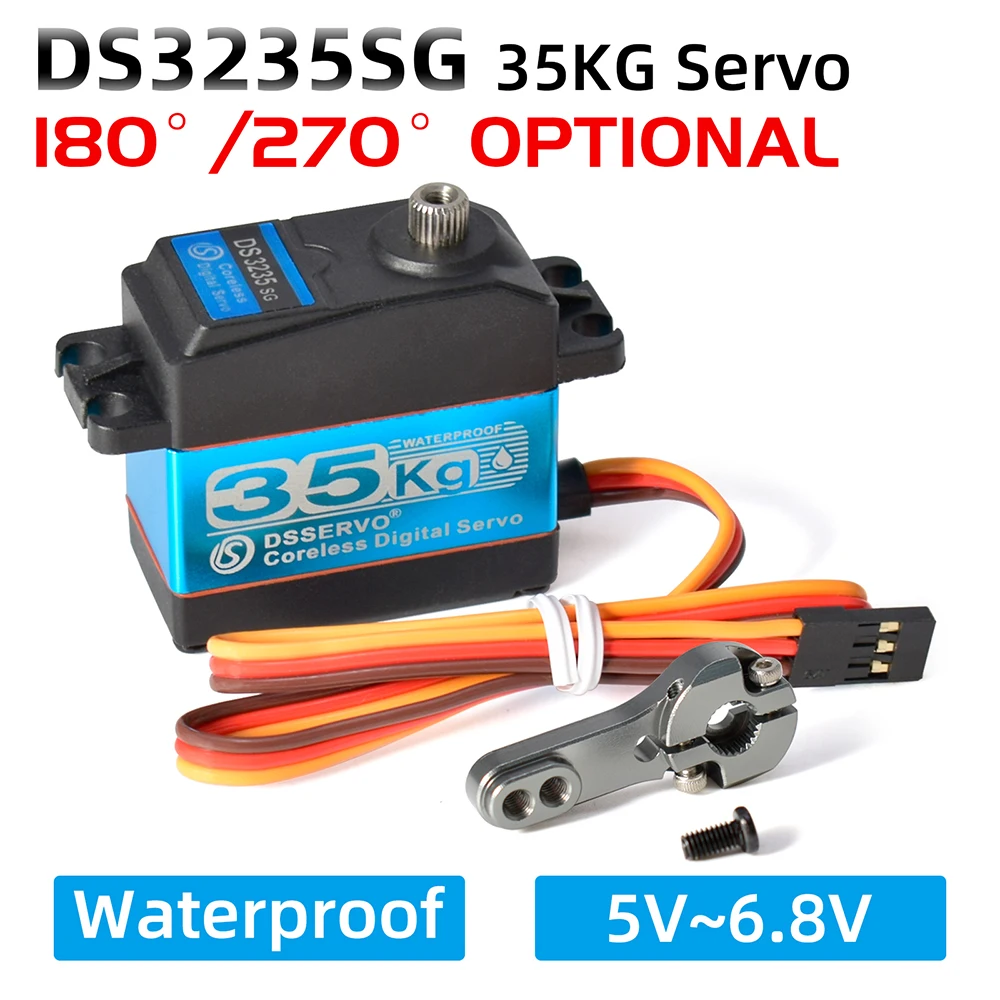 DS3235SG 35KG Servo
180°/270° OPTIONAL
DS3235 SG
Coreless
Digital Servo
WATERPROOF
35Kg
DSSERVO®
Coreless Digital Servo
Waterproof
5V~6.8V